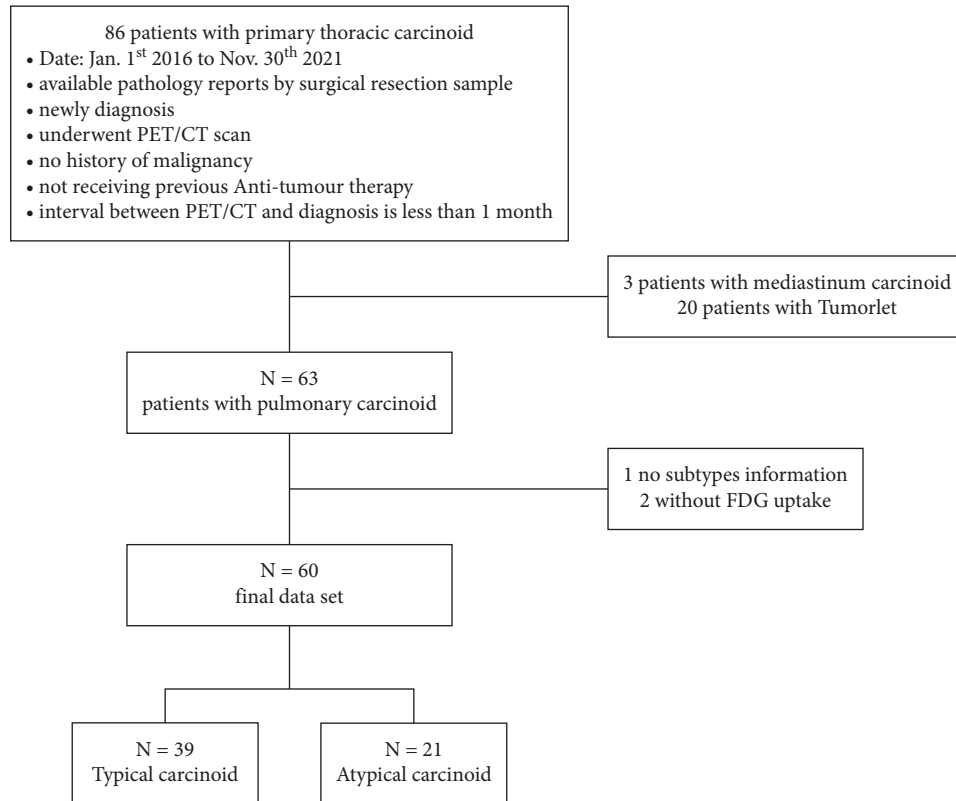 86 patients with primary thoracic carcinoid
• Date: Jan. 1st 2016 to Nov. 30th 2021
• available pathology reports by surgical resection sample
• newly diagnosis
• underwent PET/CT scan
• no history of malignancy
• not receiving previous Anti-tumour therapy
• interval between PET/CT and diagnosis is less than 1 month
3 patients with mediastinum carcinoid
20 patients with Tumorlet
N = 63
patients with pulmonary carcinoid
1 no subtypes information
2 without FDG uptake
N = 60
final data set
N = 39
Typical carcinoid
N = 21
Atypical carcinoid